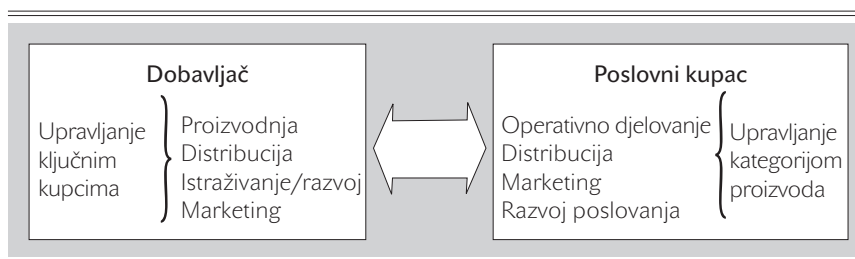 Dobavljač
Upravljanje
ključnim
kupcima
Proizvodnja
Distribucija
Istraživanje/razvoj
Marketing
Poslovni kupac
Operativno djelovanje
Distribucija
Marketing
Razvoj poslovanja
Upravljanje
kategorijom
proizvoda